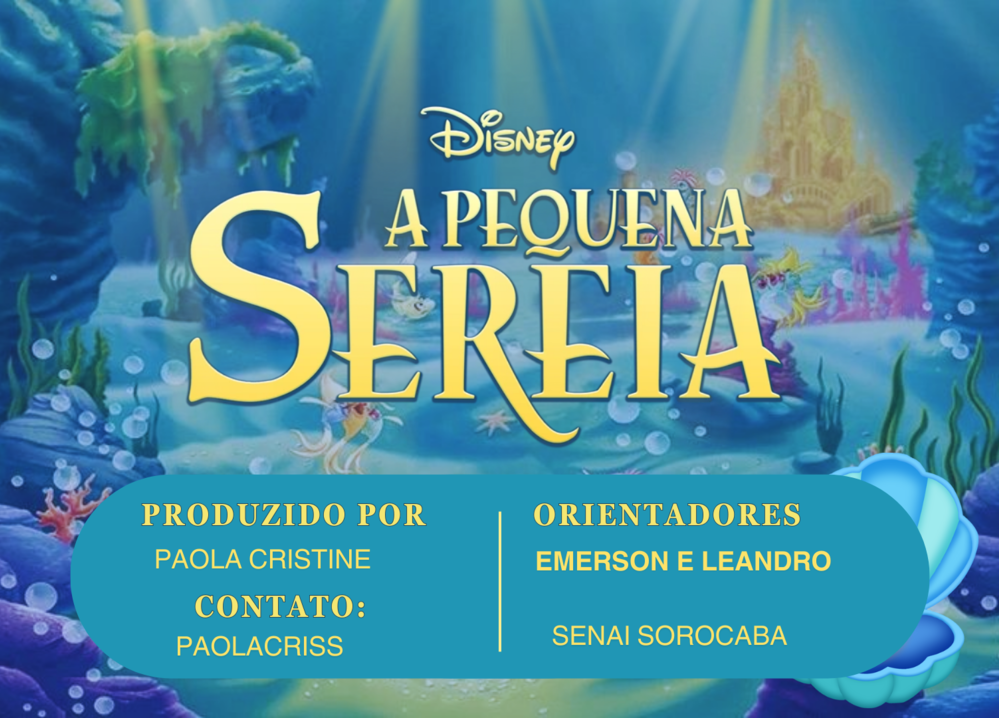 DISNEY
A PEQUENA
SEREIA
PRODUZIDO POR
PAOLA CRISTINE
CONTATO:
PAOLACRISS
ORIENTADORES
EMERSON E LEANDRO
SENAI SOROCABA